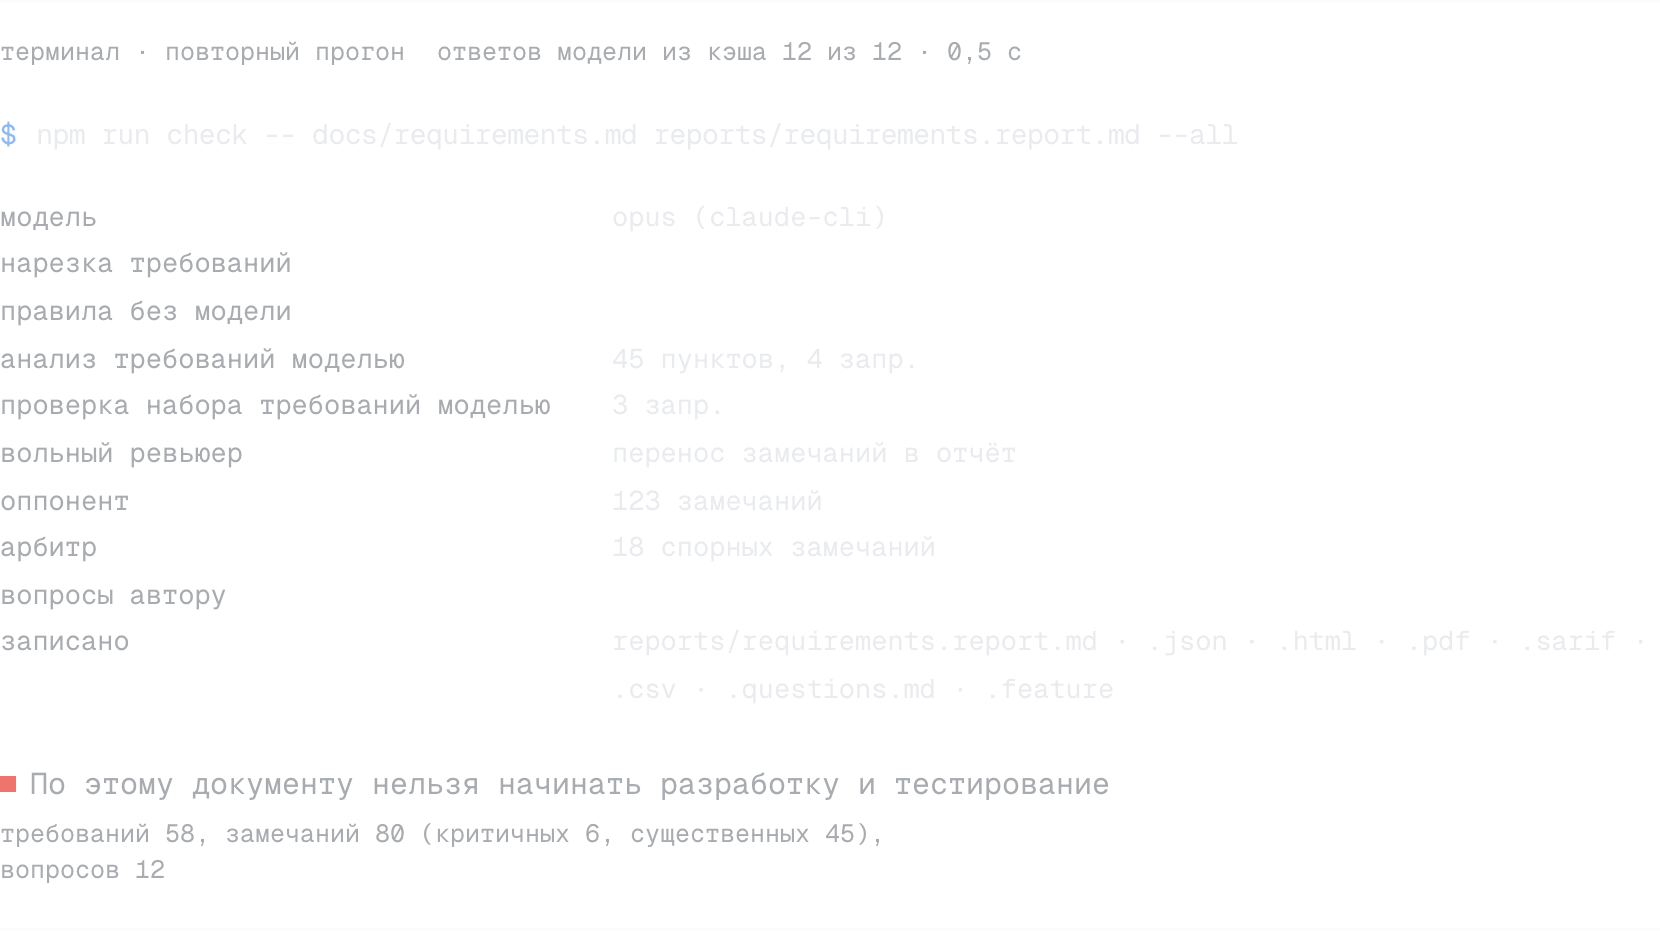 терминал · повторный прогон ответов модели из кэша 12 из 12 · 0,5 с
$ npm run check -- docs/requirements.md reports/requirements.report.md --all
модель opus (claude-cli)
нарезка требований
правила без модели
анализ требований моделью 45 пунктов, 4 запр.
проверка набора требований моделью 3 запр.
вольный ревьюер перенос замечаний в отчёт
оппонент 123 замечаний
арбитр 18 спорных замечаний
вопросы автору
записано reports/requirements.report.md · .json · .html · .pdf · .sarif ·
.csv · .questions.md · .feature
По этому документу нельзя начинать разработку и тестирование
требований 58, замечаний 80 (критичных 6, существенных 45),
вопросов 12